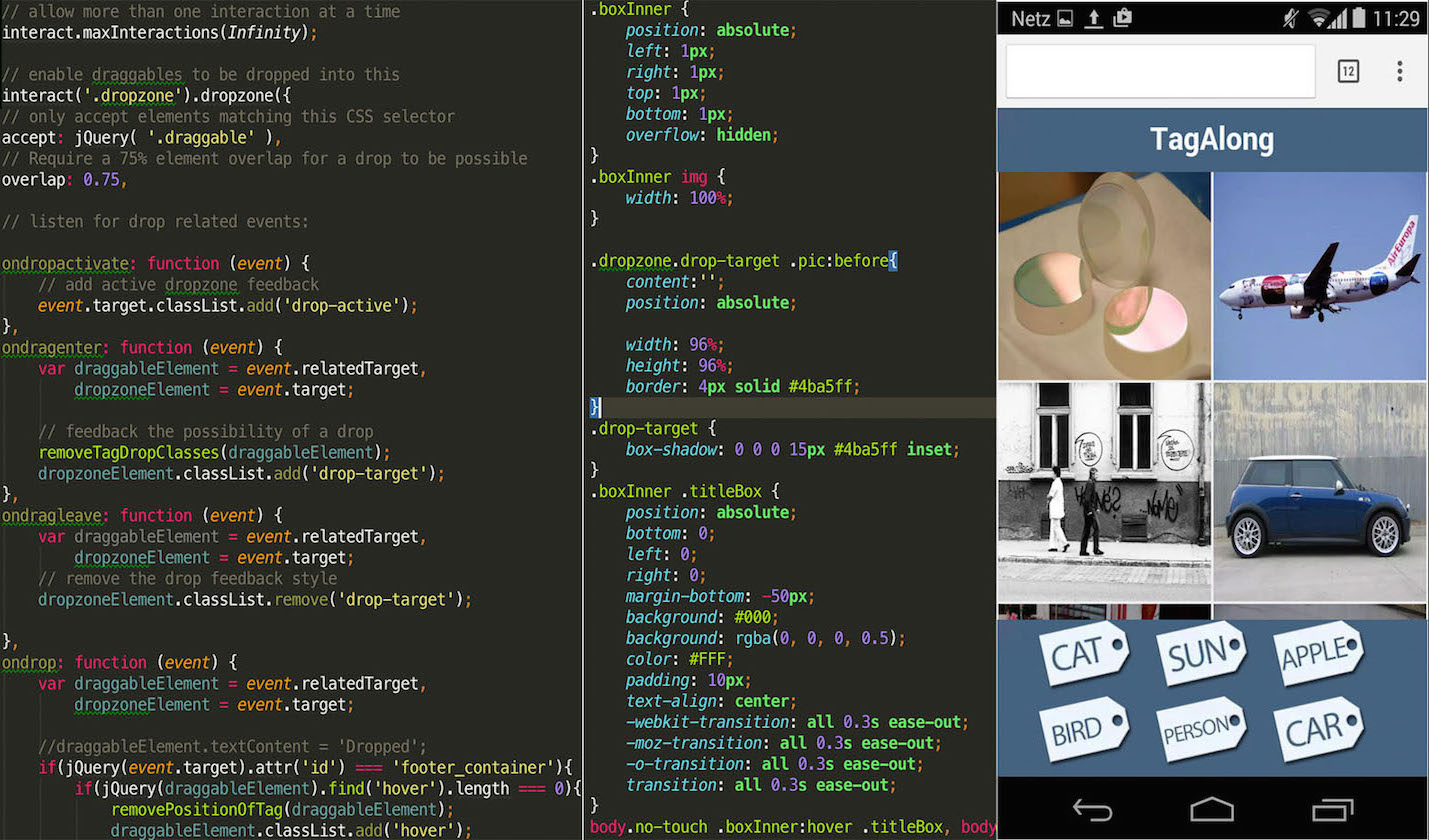 // allow more than one interaction at a time
interact.maxInteractions(Infinity);
// enable draggables to be dropped into this
interact('.dropzone').dropzone({
// only accept elements matching this CSS selector
accept: jQuery( '.draggable' ),
// Require a 75% element overlap for a drop to be possible
overlap: 0.75,
// listen for drop related events:
ondropactivate: function (event) {
// add active dropzone feedback
event.target.classList.add('drop-active');
},
ondragenter: function (event) {
var draggableElement = event.relatedTarget,
dropzoneElement = event.target;
// feedback the possibility of a drop
removeTagDropClasses(draggableElement);
dropzoneElement.classList.add('drop-target');
},
ondragleave: function (event) {
var draggableElement = event.relatedTarget,
dropzoneElement = event.target;
// remove the drop feedback style
dropzoneElement.classList.remove('drop-target');
},
ondrop: function (event) {
var draggableElement = event.relatedTarget,
dropzoneElement = event.target;
//draggableElement.textContent = 'Dropped';
if(jQuery(event.target).attr('id') === 'footer_container'){
if(jQuery(draggableElement).find('hover').length === 0){
removePositionOfTag(draggableElement);
draggableElement.classList.add('hover');
.boxInner {
position: absolute;
left: 1px;
right: 1px;
top: 1px;
bottom: 1px;
overflow: hidden;
}
.boxInner img {
width: 100%;
}
.dropzone.drop-target .pic:before{
content:'';
position: absolute;
width: 96%;
height: 96%;
border: 4px solid #4ba5ff;
}
.drop-target {
box-shadow: 0 0 0 15px #4ba5ff inset;
}
.boxInner .titleBox {
position: absolute;
bottom: 0;
left: 0;
right: 0;
margin-bottom: -50px;
background: #000;
background: rgba(0, 0, 0, 0.5);
color: #FFF;
padding: 10px;
text-align: center;
-webkit-transition: all 0.3s ease-out;
-moz-transition: all 0.3s ease-out;
-o-transition: all 0.3s ease-out;
transition: all 0.3s ease-out;
}
body.no-touch .boxInner:hover .titleBox, body
Netz 11:29
12
TagAlong
AirEuropa
CAT SUN APPLE
BIRD PERSON CAR